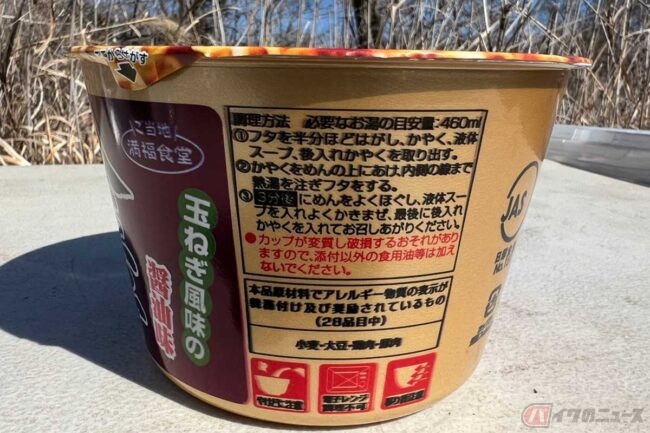 ご当地
満福食堂
玉ねぎ風味の
醤油味
調理方法 必要なお湯の目安量:460ml
①フタを半分ほどはがし、かやく、液体
スープ、後入れかやくを取り出す。
②かやくをめんの上にあけ、内側の線まで
熱湯を注ぎフタをする。
③3分後にめんをよくほぐし、液体スー
プを入れよくかきまぜ、最後に後入れ
かやくを入れてお召しあがりください。
●カップが変質し破損するおそれがあり
ますので、添付以外の食用油等は加え
ないでください。
本品原材料でアレルギー物質の表示が
義務付け及び奨励されているもの
(28品目中)
小麦・大豆・鶏肉・豚肉
電子レンジ
調理不可
JAS
バイクのニュース